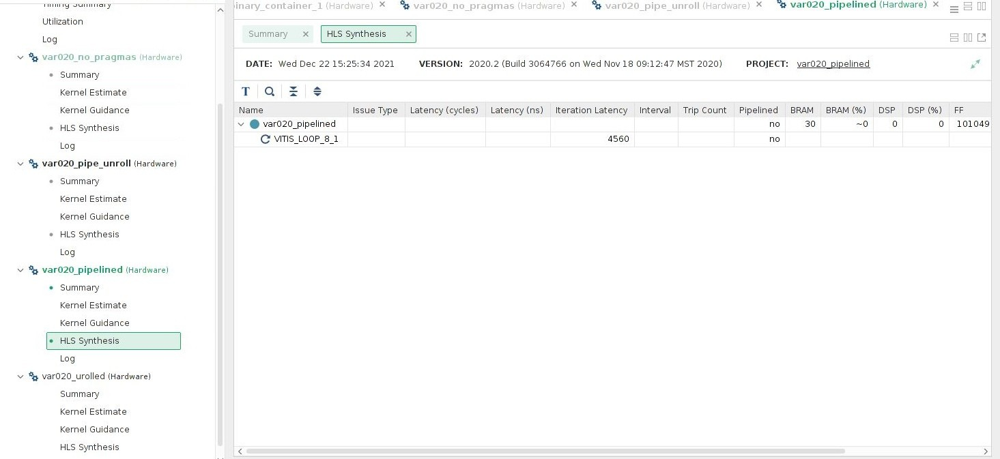 Timing Summary
Utilization
Log
var020_no_pragmas (Hardware)
Summary
Kernel Estimate
Kernel Guidance
HLS Synthesis
Log
var020_pipe_unroll (Hardware)
Summary
Kernel Estimate
Kernel Guidance
HLS Synthesis
Log
var020_pipelined (Hardware)
Summary
Kernel Estimate
Kernel Guidance
HLS Synthesis
Log
var020_urolled (Hardware)
Summary
Kernel Estimate
Kernel Guidance
HLS Synthesis
inary_container_1 (Hardware) var020_no_pragmas (Hardware) var020_pipe_unroll (Hardware) var020_pipelined (Hardware)
Summary HLS Synthesis
DATE: Wed Dec 22 15:25:34 2021 VERSION: 2020.2 (Build 3064766 on Wed Nov 18 09:12:47 MST 2020) PROJECT: var020_pipelined
T
Name Issue Type Latency (cycles) Latency (ns) Iteration Latency Interval Trip Count Pipelined BRAM BRAM (%) DSP DSP (%) FF
var020_pipelined no 30 ~0 0 0 101049
VITIS_LOOP_8_1 4560 no